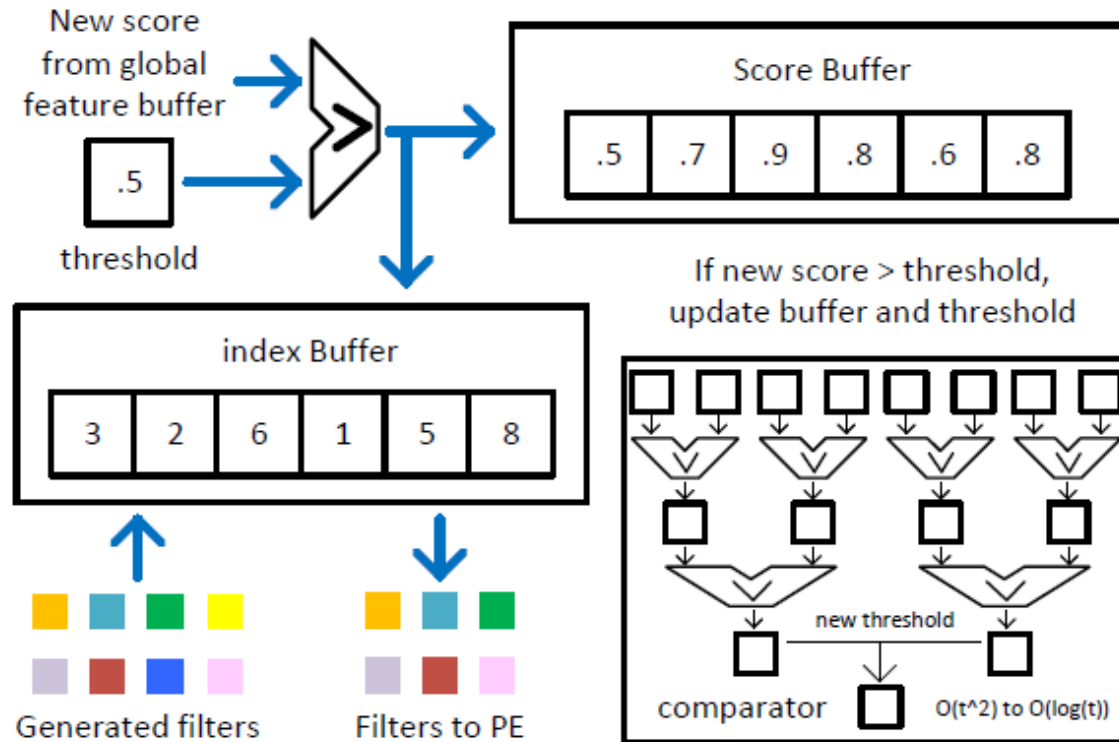 New score
from global
feature buffer
.5
threshold
>
Score Buffer
.5 .7 .9 .8 .6 .8
If new score > threshold,
update buffer and threshold
index Buffer
3 2 6 1 5 8
Generated filters
Filters to PE
> > > >
> >
new threshold
comparator
O(t^2) to O(log(t))